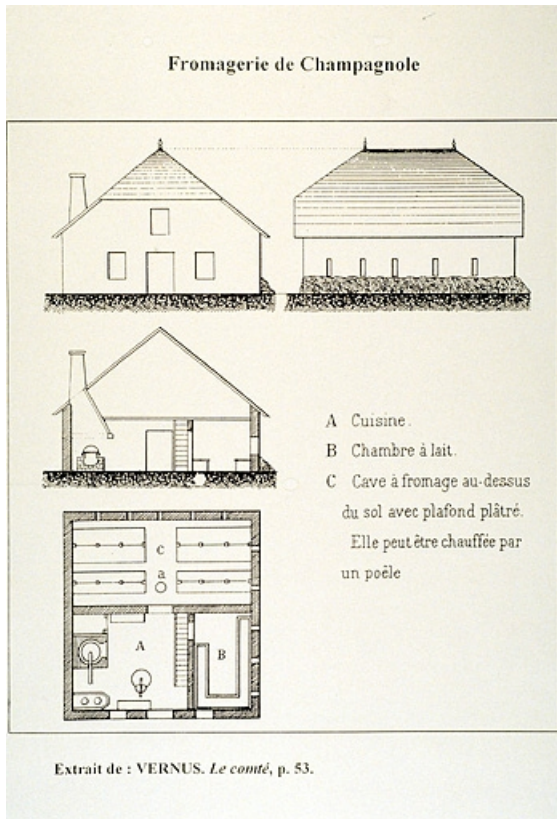 Fromagerie de Champagnole
A Cuisine.
B Chambre à lait.
C Cave à fromage au-dessus
du sol avec plafond plâtré.
Elle peut être chauffée par
un poêle
c
a
A
B
Extrait de : VERNUS. Le comté, p. 53.